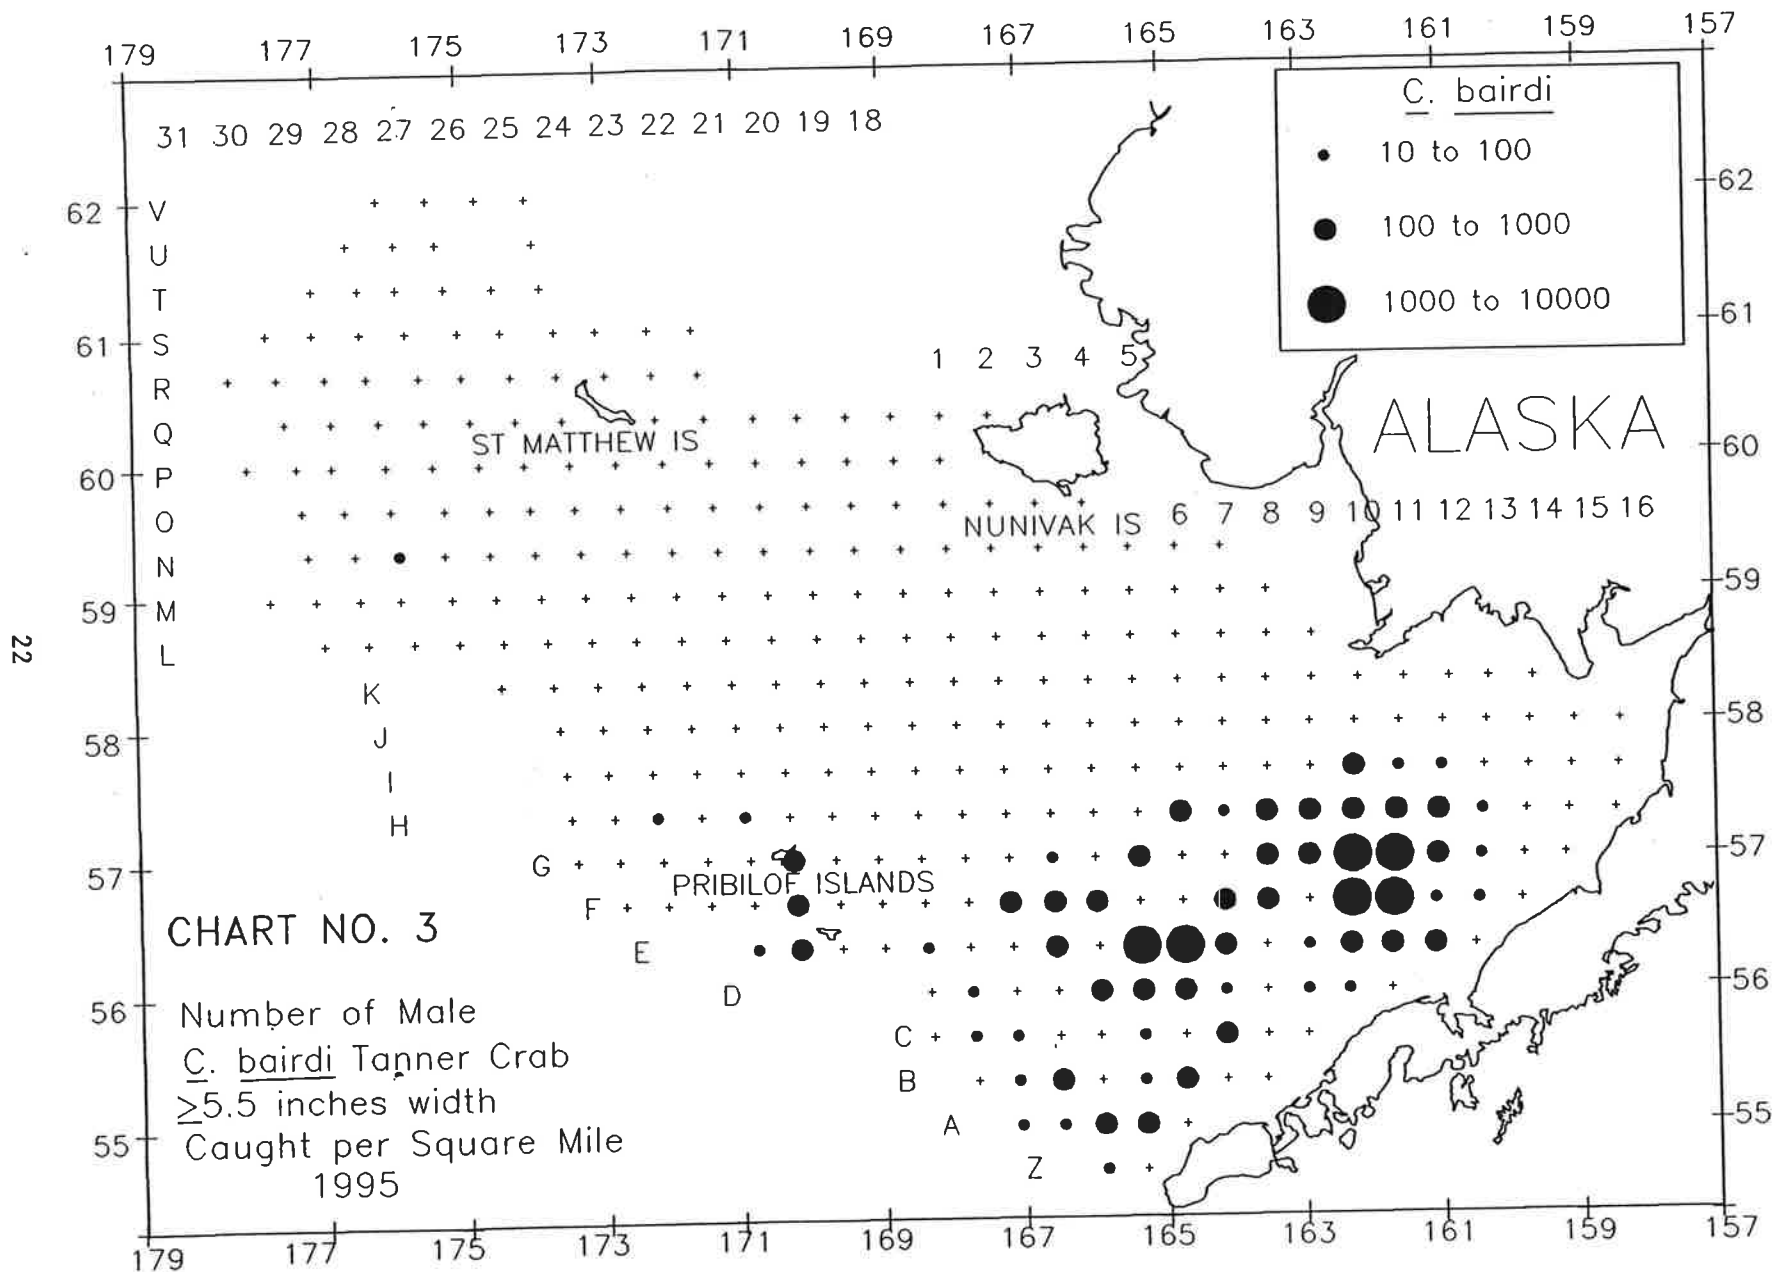 179 177 175 173 171 169 167 165 163 161 159 157
C. bairdi
10 to 100
100 to 1000
1000 to 10000
31 30 29 28 27 26 25 24 23 22 21 20 19 18
62 V 62
U
T
61 S 61
1 2 3 4 5
R
ALASKA
Q 60
ST MATTHEW IS
60 P
NUNIVAK IS
6 7 8 9 10 11 12 13 14 15 16
O
N 59
59 M
L
K
J 58
58
I
H
57
G
57
PRIBILOF ISLANDS
F
E
D
56
56
C
B
A
55
55
Z
CHART NO. 3
Number of Male
C. bairdi Tanner Crab
≥5.5 inches width
Caught per Square Mile
1995
179 177 175 173 171 169 167 165 163 161 159 157
22